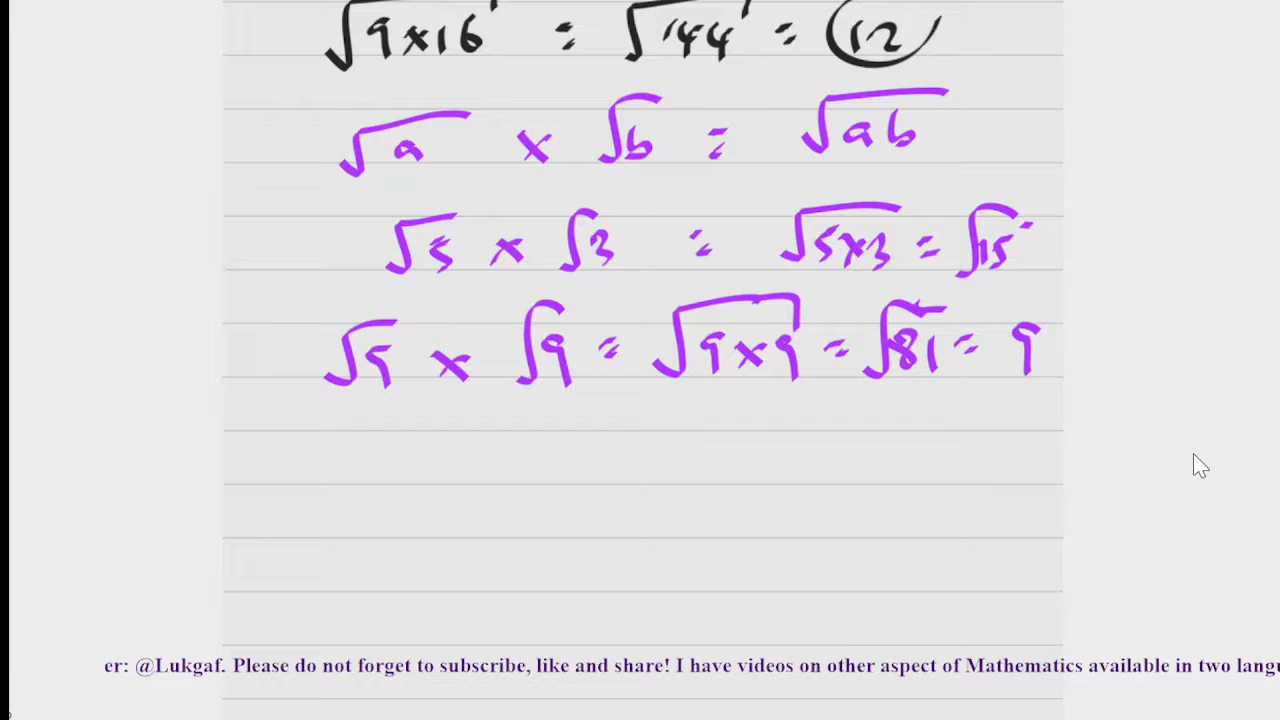 √9×16 = √144 = 12
√a × √b = √ab
√5 × √3 = √5×3 = √15
√9 × √9 = √9×9 = √81 = 9
er: @Lukgaf. Please do not forget to subscribe, like and share! I have videos on other aspect of Mathematics available in two langu